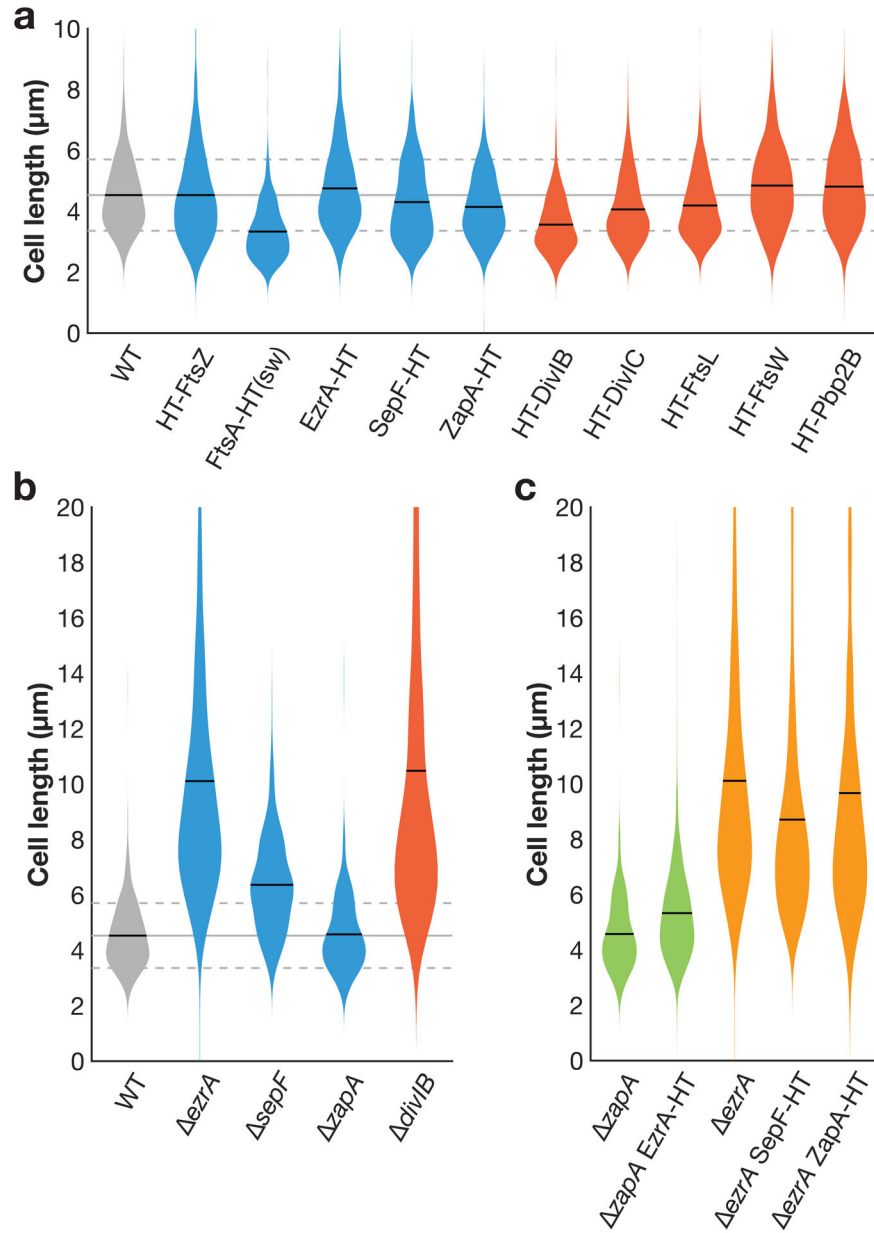 a
Cell length (μm)
10
8
6
4
2
0
WT
HT-FtsZ
FtsA-HT(sw)
EzrA-HT
SepF-HT
ZapA-HT
HT-DivIB
HT-DivIC
HT-FtsL
HT-FtsW
HT-Pbp2B
b
Cell length (μm)
20
18
16
14
12
10
8
6
4
2
0
WT
ΔezrA
ΔsepF
ΔzapA
ΔdivIB
c
Cell length (μm)
20
18
16
14
12
10
8
6
4
2
0
ΔzapA
ΔzapA EzrA-HT
ΔezrA
ΔezrA SepF-HT
ΔezrA ZapA-HT